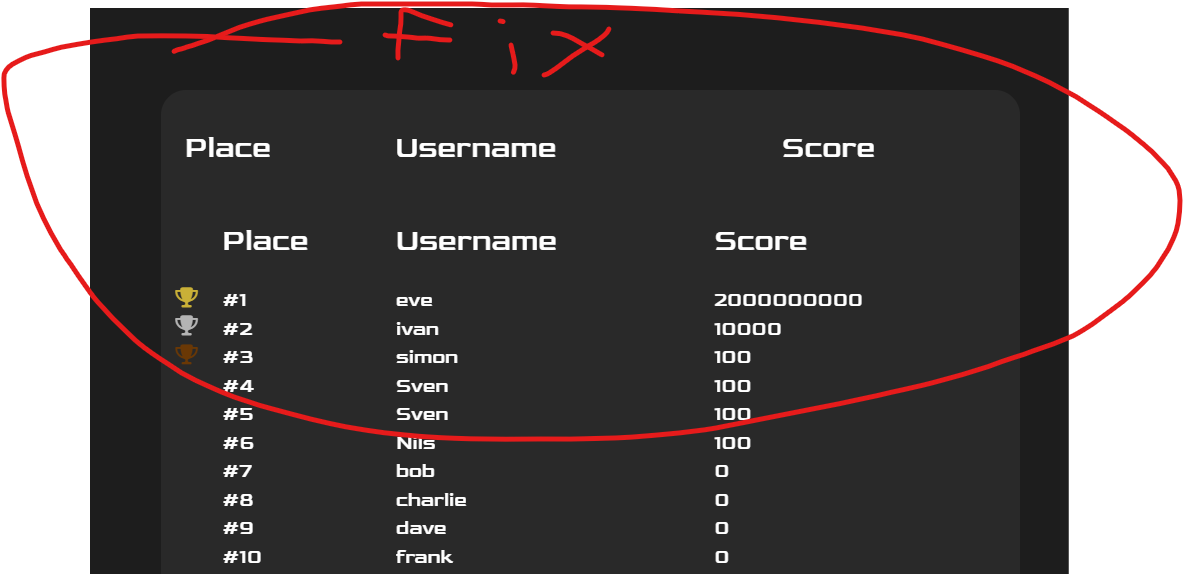 Fix
Place Username Score
Place Username Score
#1 eve 2000000000
#2 ivan 10000
#3 simon 100
#4 Sven 100
#5 Sven 100
#6 Nils 100
#7 bob 0
#8 charlie 0
#9 dave 0
#10 frank 0